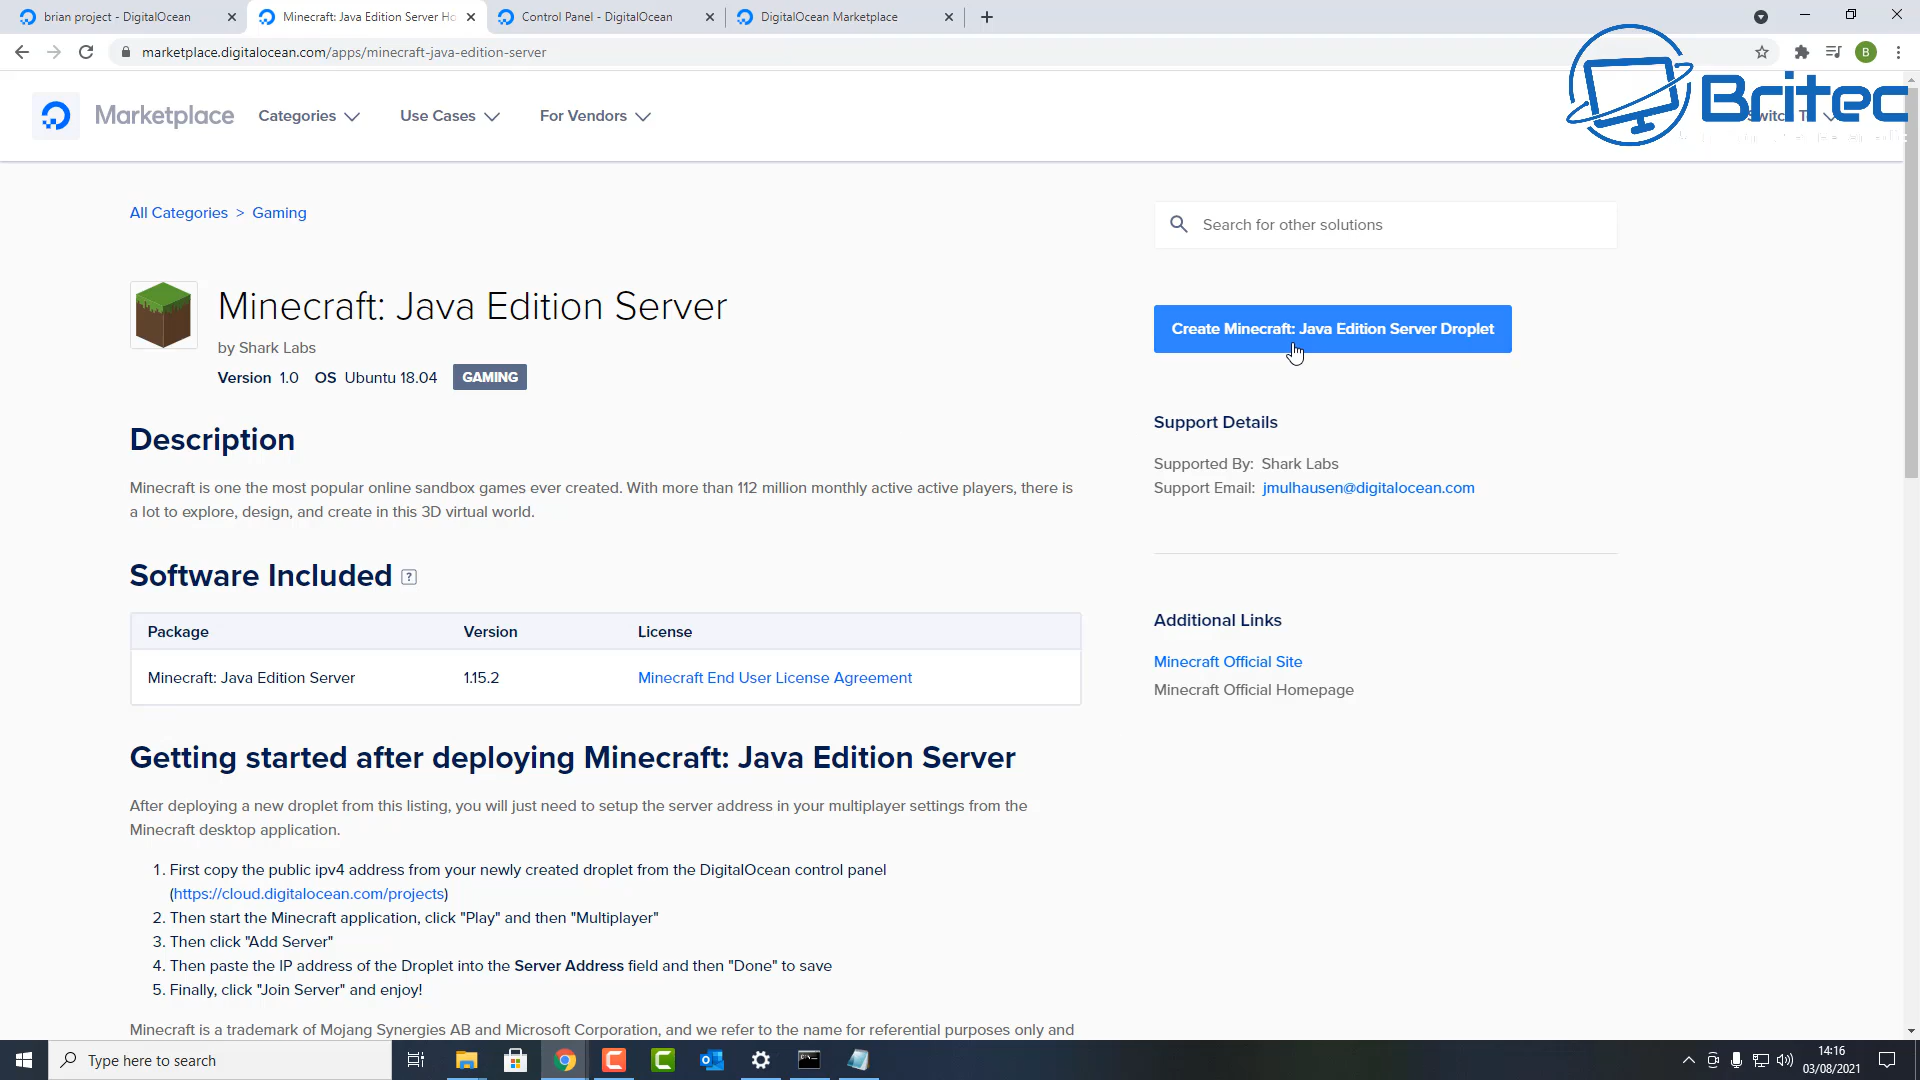 brian project - DigitalOcean
Minecraft: Java Edition Server Ho
Control Panel - DigitalOcean
DigitalOcean Marketplace
marketplace.digitalocean.com/apps/minecraft-java-edition-server
B
Marketplace
Categories
Use Cases
For Vendors
Britec
All Categories > Gaming
Search for other solutions
Minecraft: Java Edition Server
by Shark Labs
Version 1.0 OS Ubuntu 18.04 GAMING
Create Minecraft: Java Edition Server Droplet
Description
Minecraft is one the most popular online sandbox games ever created. With more than 112 million monthly active active players, there is
a lot to explore, design, and create in this 3D virtual world.
Support Details
Supported By: Shark Labs
Support Email: jmulhausen@digitalocean.com
Software Included ?
Package Version License
Minecraft: Java Edition Server 1.15.2 Minecraft End User License Agreement
Additional Links
Minecraft Official Site
Minecraft Official Homepage
Getting started after deploying Minecraft: Java Edition Server
After deploying a new droplet from this listing, you will just need to setup the server address in your multiplayer settings from the
Minecraft desktop application.
1. First copy the public ipv4 address from your newly created droplet from the DigitalOcean control panel
(https://cloud.digitalocean.com/projects)
2. Then start the Minecraft application, click "Play" and then "Multiplayer"
3. Then click "Add Server"
4. Then paste the IP address of the Droplet into the Server Address field and then "Done" to save
5. Finally, click "Join Server" and enjoy!
Minecraft is a trademark of Mojang Synergies AB and Microsoft Corporation, and we refer to the name for referential purposes only and
Type here to search
14:16
03/08/2021